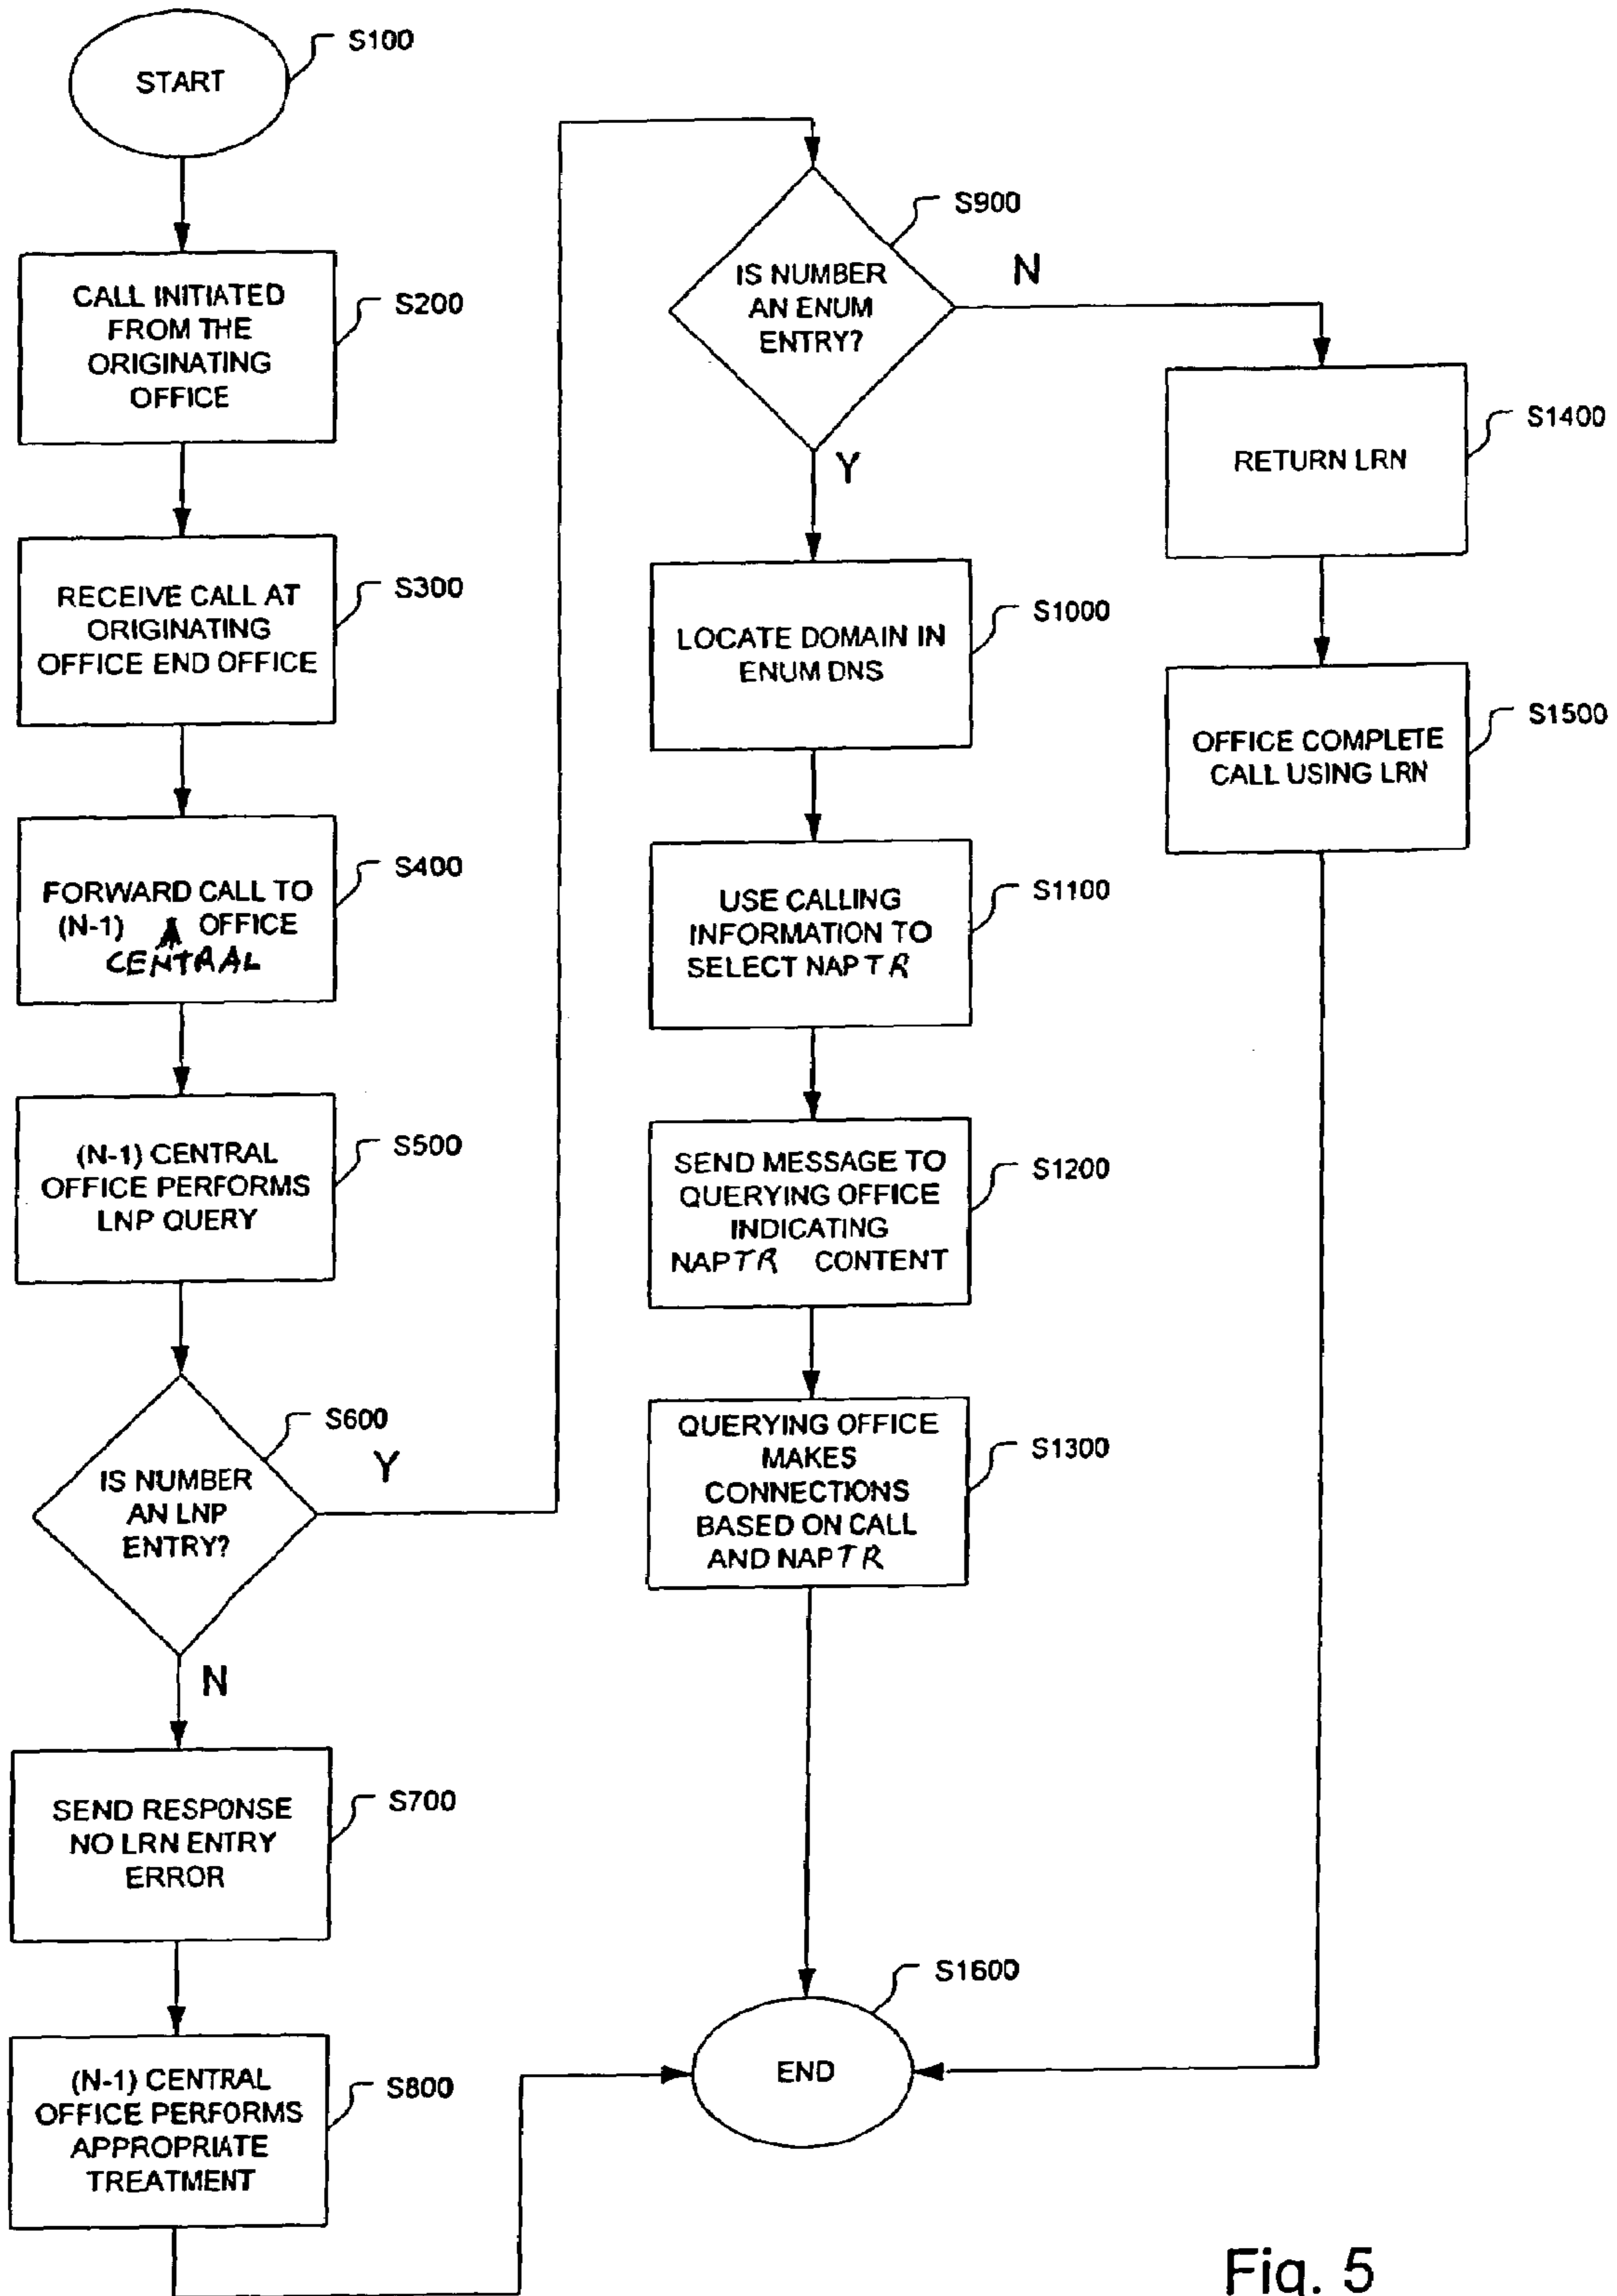 START
S100
CALL INITIATED
FROM THE
ORIGINATING
OFFICE
S200
RECEIVE CALL AT
ORIGINATING
OFFICE END OFFICE
S300
FORWARD CALL TO
(N-1) OFFICE
CENTRAL
S400
(N-1) CENTRAL
OFFICE PERFORMS
LNP QUERY
S500
IS NUMBER
AN LNP
ENTRY?
S600
Y
N
SEND RESPONSE
NO LRN ENTRY
ERROR
S700
(N-1) CENTRAL
OFFICE PERFORMS
APPROPRIATE
TREATMENT
S800
IS NUMBER
AN ENUM
ENTRY?
S900
N
Y
LOCATE DOMAIN IN
ENUM DNS
S1000
USE CALLING
INFORMATION TO
SELECT NAPTR
S1100
SEND MESSAGE TO
QUERYING OFFICE
INDICATING
NAPTR CONTENT
S1200
QUERYING OFFICE
MAKES
CONNECTIONS
BASED ON CALL
AND NAPTR
S1300
RETURN LRN
S1400
OFFICE COMPLETE
CALL USING LRN
S1500
END
S1600
Fig. 5